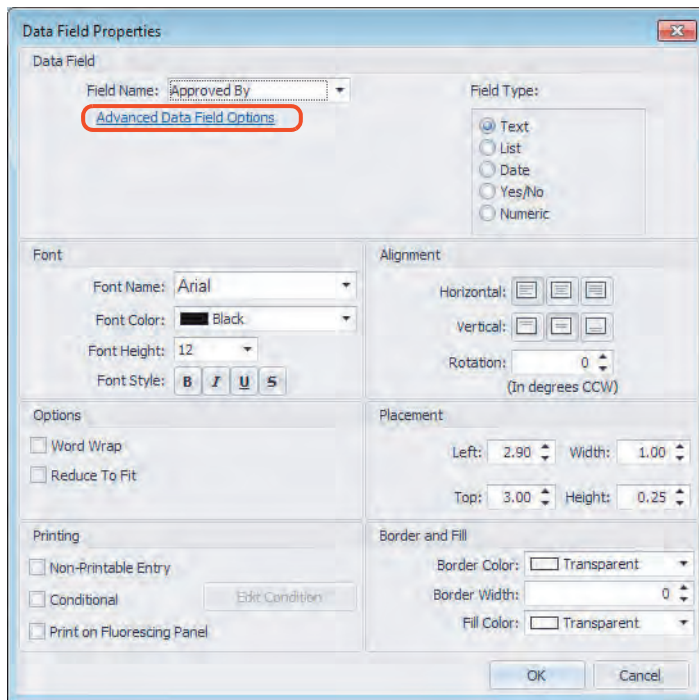 Data Field Properties
Data Field
Field Name: Approved By
Advanced Data Field Options
Field Type:
Text
List
Date
Yes/No
Numeric
Font
Font Name: Arial
Font Color: Black
Font Height: 12
Font Style: B I U S
Alignment
Horizontal:
Vertical:
Rotation: 0
(In degrees CCW)
Options
Word Wrap
Reduce To Fit
Placement
Left: 2.90 Width: 1.00
Top: 3.00 Height: 0.25
Printing
Non-Printable Entry
Conditional Edit Condition
Print on Fluorescing Panel
Border and Fill
Border Color: Transparent
Border Width: 0
Fill Color: Transparent
OK Cancel